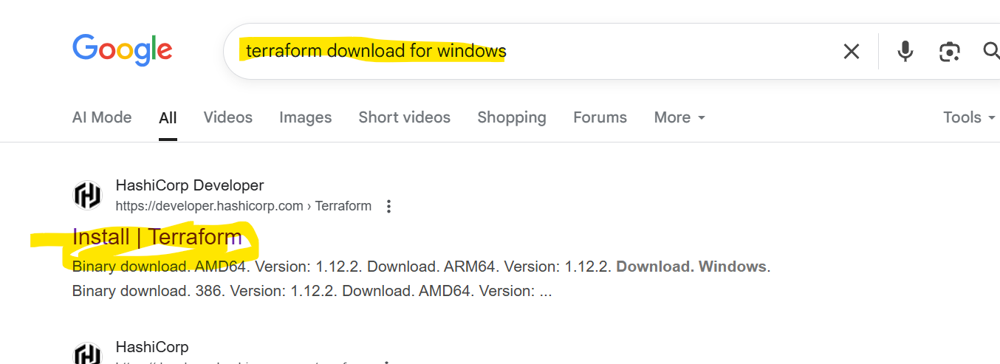 Google
terraform download for windows
AI Mode All Videos Images Short videos Shopping Forums More Tools
HashiCorp Developer
https://developer.hashicorp.com › Terraform
Install | Terraform
Binary download. AMD64. Version: 1.12.2. Download. ARM64. Version: 1.12.2. Download. Windows.
Binary download. 386. Version: 1.12.2. Download. AMD64. Version: ...
HashiCorp